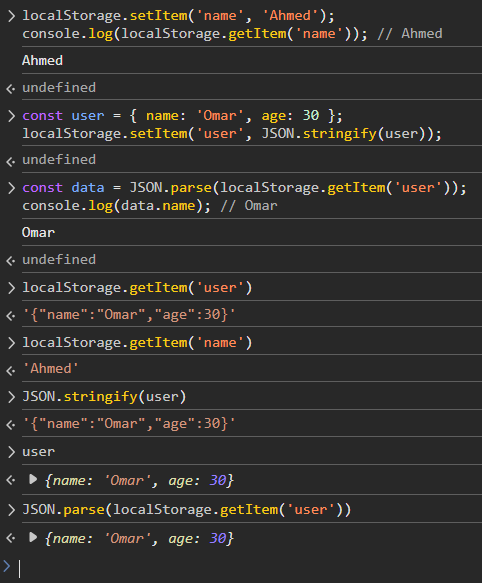 localStorage.setItem('name', 'Ahmed');
console.log(localStorage.getItem('name')); // Ahmed
Ahmed
undefined
const user = { name: 'Omar', age: 30 };
localStorage.setItem('user', JSON.stringify(user));
undefined
const data = JSON.parse(localStorage.getItem('user'));
console.log(data.name); // Omar
Omar
undefined
localStorage.getItem('user')
'{"name":"Omar","age":30}'
localStorage.getItem('name')
'Ahmed'
JSON.stringify(user)
'{"name":"Omar","age":30}'
user
{name: 'Omar', age: 30}
JSON.parse(localStorage.getItem('user'))
{name: 'Omar', age: 30}